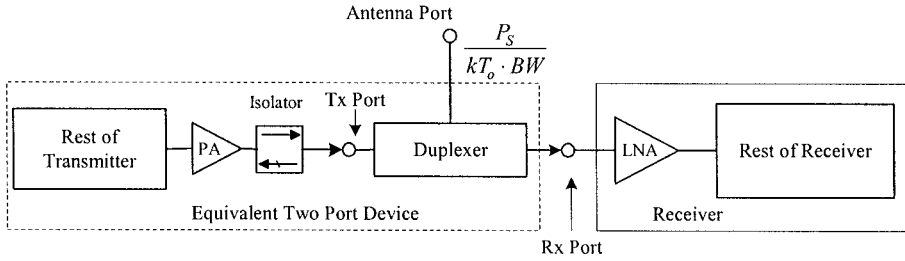 Antenna Port
P_S
kT_o · BW
Isolator
Tx Port
Rest of
Transmitter
PA
Duplexer
LNA
Rest of Receiver
Equivalent Two Port Device
Receiver
Rx Port